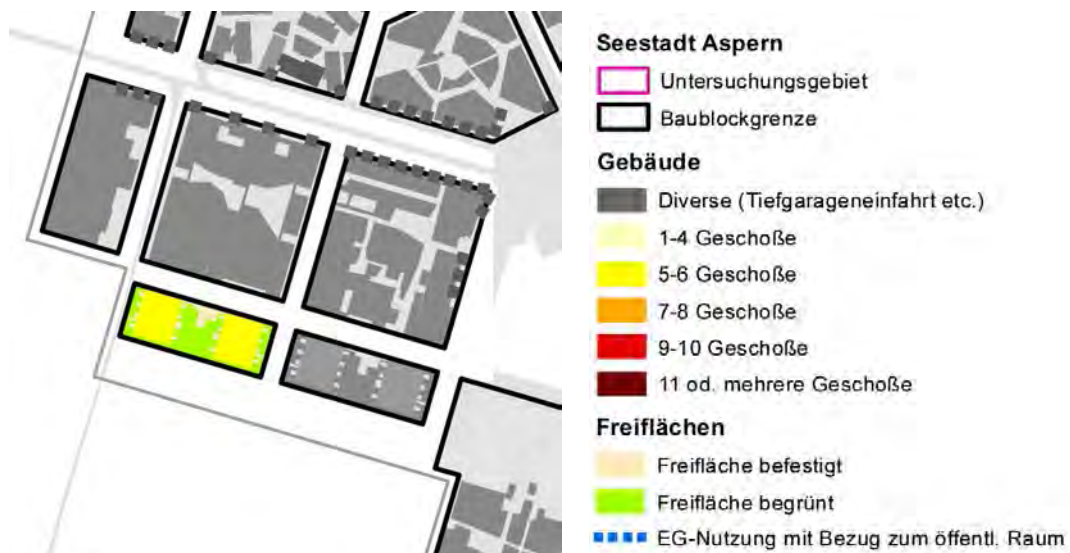 Seestadt Aspern
Untersuchungsgebiet
Baublockgrenze
Gebäude
Diverse (Tiefgarageneinfahrt etc.)
1-4 Geschoße
5-6 Geschoße
7-8 Geschoße
9-10 Geschoße
11 od. mehrere Geschoße
Freiflächen
Freifläche befestigt
Freifläche begrünt
EG-Nutzung mit Bezug zum öffentl. Raum